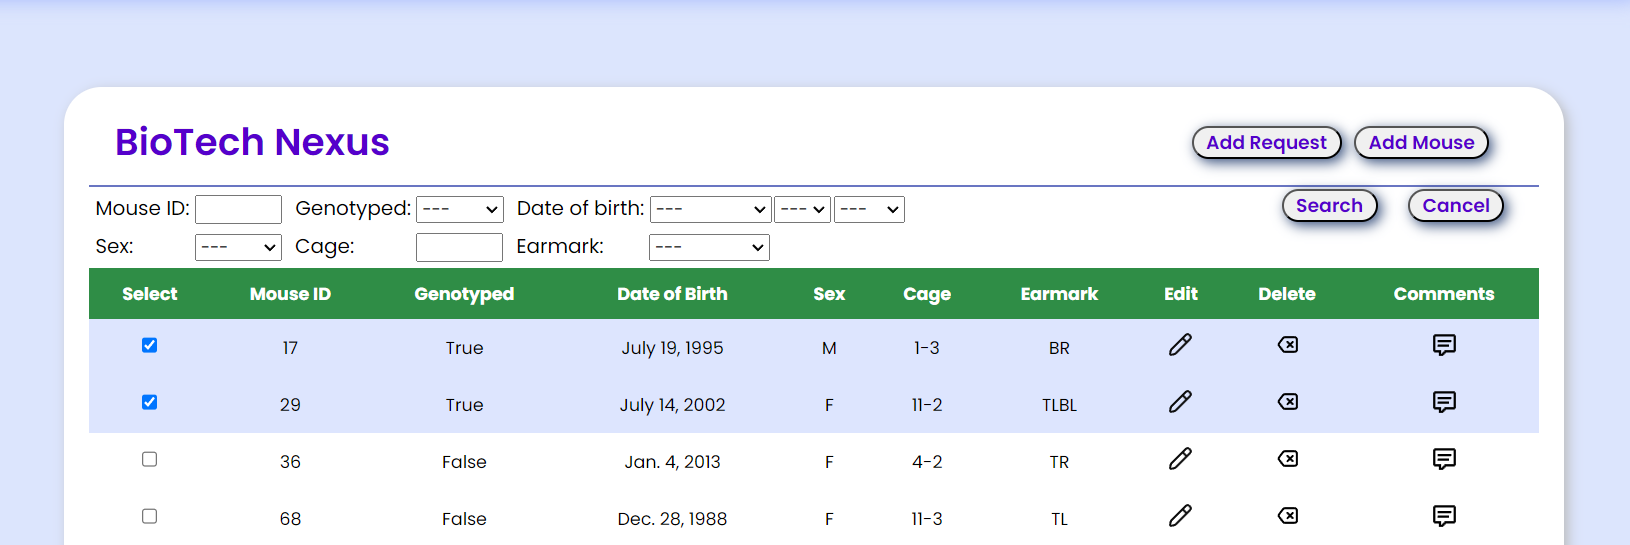 BioTech Nexus Add Request Add Mouse
Mouse ID: Genotyped: --- Date of birth: --- --- --- Search Cancel
Sex: --- Cage: Earmark: ---
Select Mouse ID Genotyped Date of Birth Sex Cage Earmark Edit Delete Comments
17 True July 19, 1995 M 1-3 BR
29 True July 14, 2002 F 11-2 TLBL
36 False Jan. 4, 2013 F 4-2 TR
68 False Dec. 28, 1988 F 11-3 TL